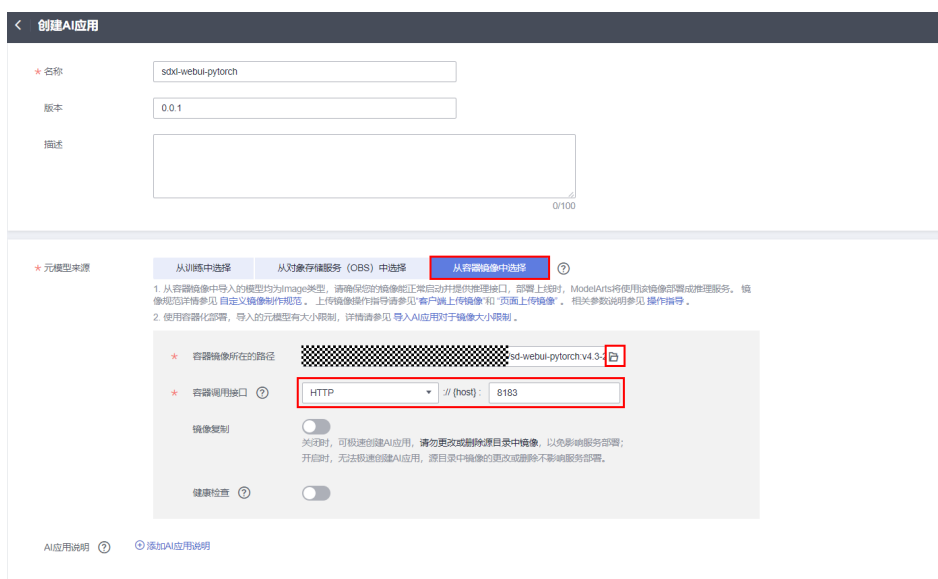 创建AI应用
* 名称
sdxl-webui-pytorch
版本
0.0.1
描述
0/100
* 元模型来源
从训练中选择
从对象存储服务（OBS）中选择
从容器镜像中选择
1. 从容器镜像中导入的模型均为Image类型，请确保您的镜像能正常启动并提供推理接口，部署上线时，ModelArts将使用该镜像部署成推理服务。 镜
像规范详情参见 自定义镜像制作规范 。 上传镜像操作指导请参见“客户端上传镜像”和 “页面上传镜像” 。 相关参数说明参见 操作指导 。
2. 使用容器化部署，导入的元模型有大小限制，详情请参见 导入AI应用对于镜像大小限制 。
* 容器镜像所在的路径
/sd-webui-pytorch:v4.3-2
* 容器调用接口
HTTP
:// {host} :
8183
镜像复制
关闭时，可极速创建AI应用，请勿更改或删除源目录中镜像，以免影响服务部署；
开启时，无法极速创建AI应用，源目录中镜像的更改或删除不影响服务部署。
健康检查
AI应用说明
添加AI应用说明